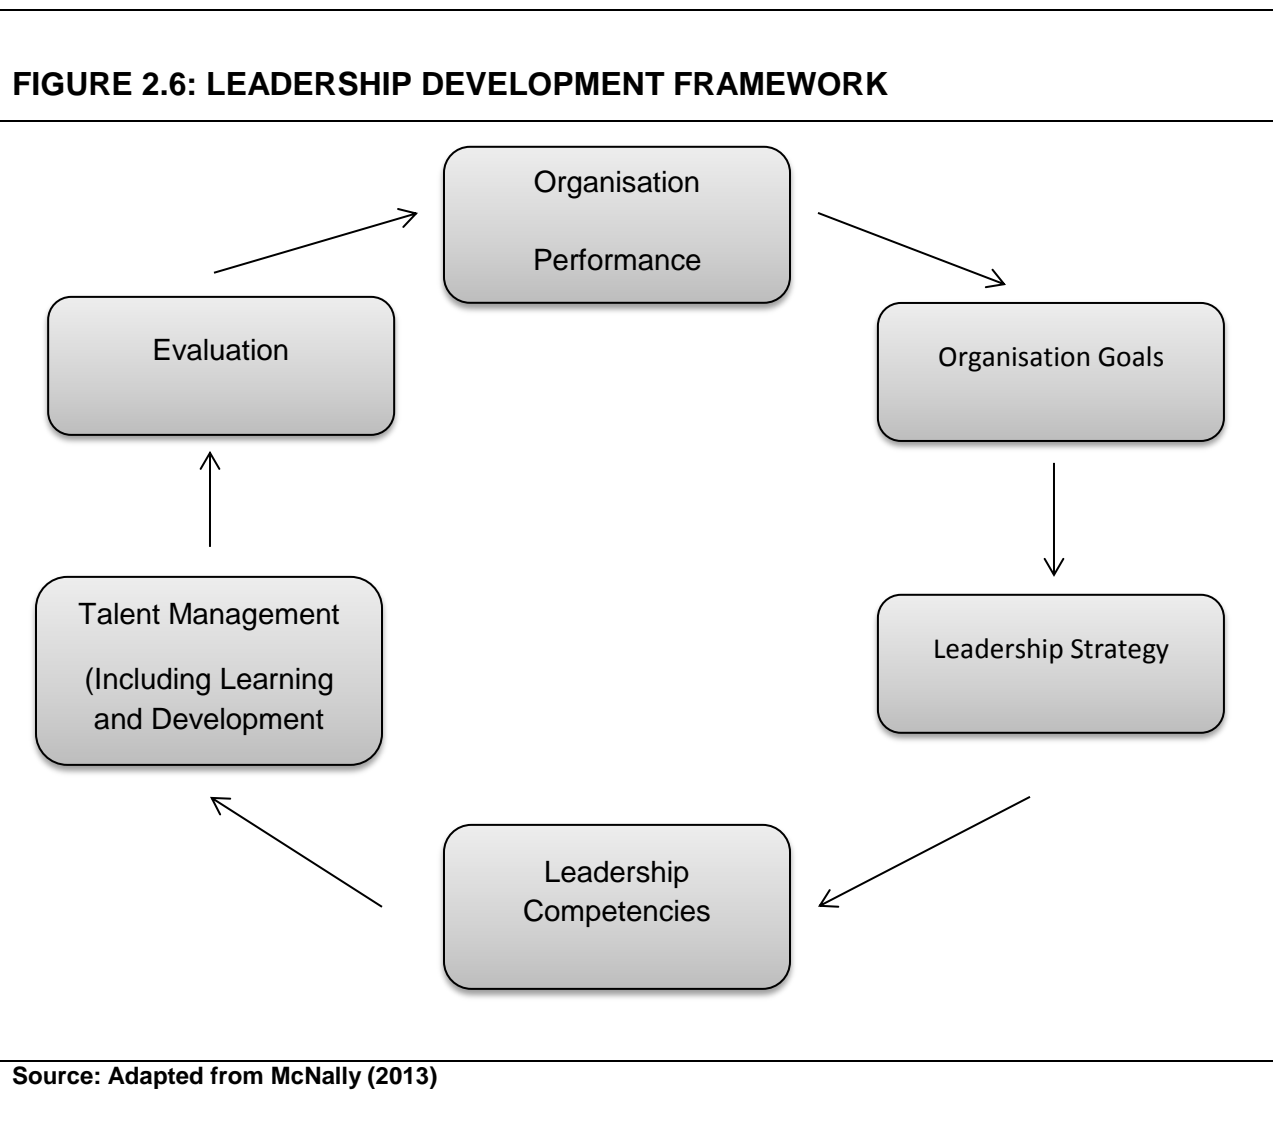 FIGURE 2.6: LEADERSHIP DEVELOPMENT FRAMEWORK
Organisation
Performance
Organisation Goals
Leadership Strategy
Leadership
Competencies
Talent Management
(Including Learning
and Development
Evaluation
Source: Adapted from McNally (2013)